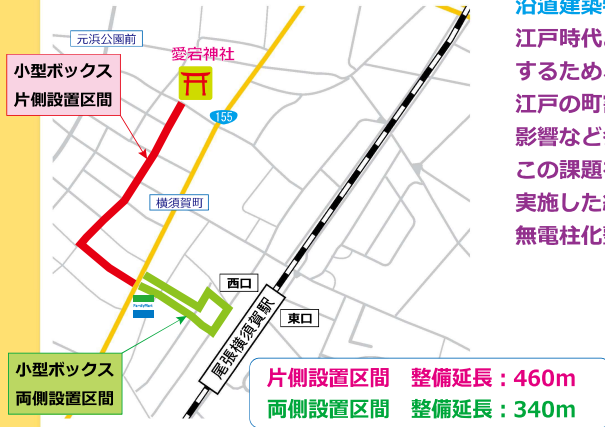 元浜公園前
愛宕神社
小型ボックス
片側設置区間
155
横須賀町
FamilyMart
西口
東口
尾張横須賀駅
小型ボックス
両側設置区間
片側設置区間 整備延長：460m
両側設置区間 整備延長：340m
沿道建築
江戸時代
するため、
江戸の町
影響など
この課題
実施した
無電柱化